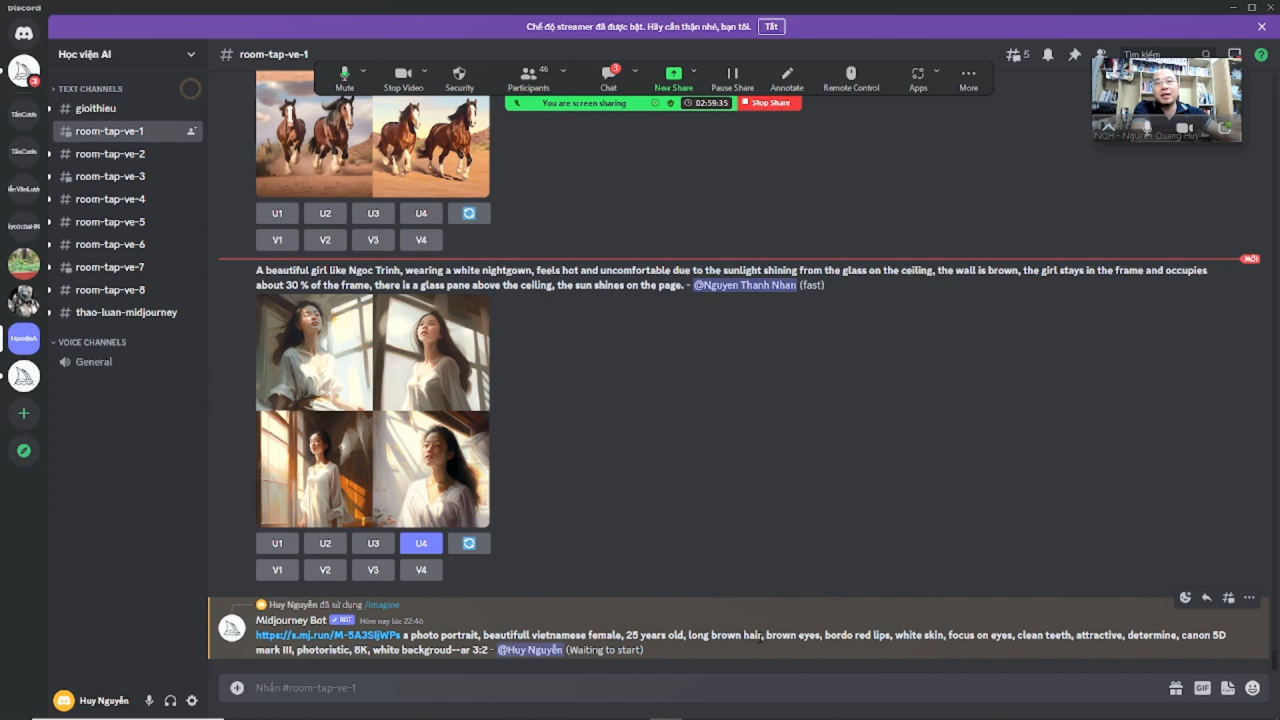 Discord
Chế độ streamer đã được bật. Hãy cẩn thận nhé, bạn tôi. Tắt
Học viện AI
# room-tap-ve-1
5
Tìm kiếm
Mute
Stop Video
Security
46
Participants
3
Chat
New Share
Pause Share
Annotate
Remote Control
Apps
More
You are screen sharing
02:59:35
Stop Share
NQH - Nguyễn Quang Huy
TEXT CHANNELS
gioithieu
room-tap-ve-1
room-tap-ve-2
room-tap-ve-3
room-tap-ve-4
room-tap-ve-5
room-tap-ve-6
room-tap-ve-7
room-tap-ve-8
thao-luan-midjourney
VOICE CHANNELS
General
U1 U2 U3 U4
V1 V2 V3 V4
MỚI
A beautiful girl like Ngoc Trinh, wearing a white nightgown, feels hot and uncomfortable due to the sunlight shining from the glass on the ceiling, the wall is brown, the girl stays in the frame and occupies
about 30 % of the frame, there is a glass pane above the ceiling, the sun shines on the page. - @Nguyen Thanh Nhan (fast)
U1 U2 U3 U4
V1 V2 V3 V4
Huy Nguyễn đã sử dụng /imagine
Midjourney Bot ✓ BOT Hôm nay lúc 22:46
https://s.mj.run/M-5A3SIjWPs a photo portrait, beautifull vietnamese female, 25 years old, long brown hair, brown eyes, bordo red lips, white skin, focus on eyes, clean teeth, attractive, determine, canon 5D
mark III, photoristic, 8K, white backgroud--ar 3:2 - @Huy Nguyễn (Waiting to start)
Nhắn #room-tap-ve-1
GIF
Huy Nguyễn